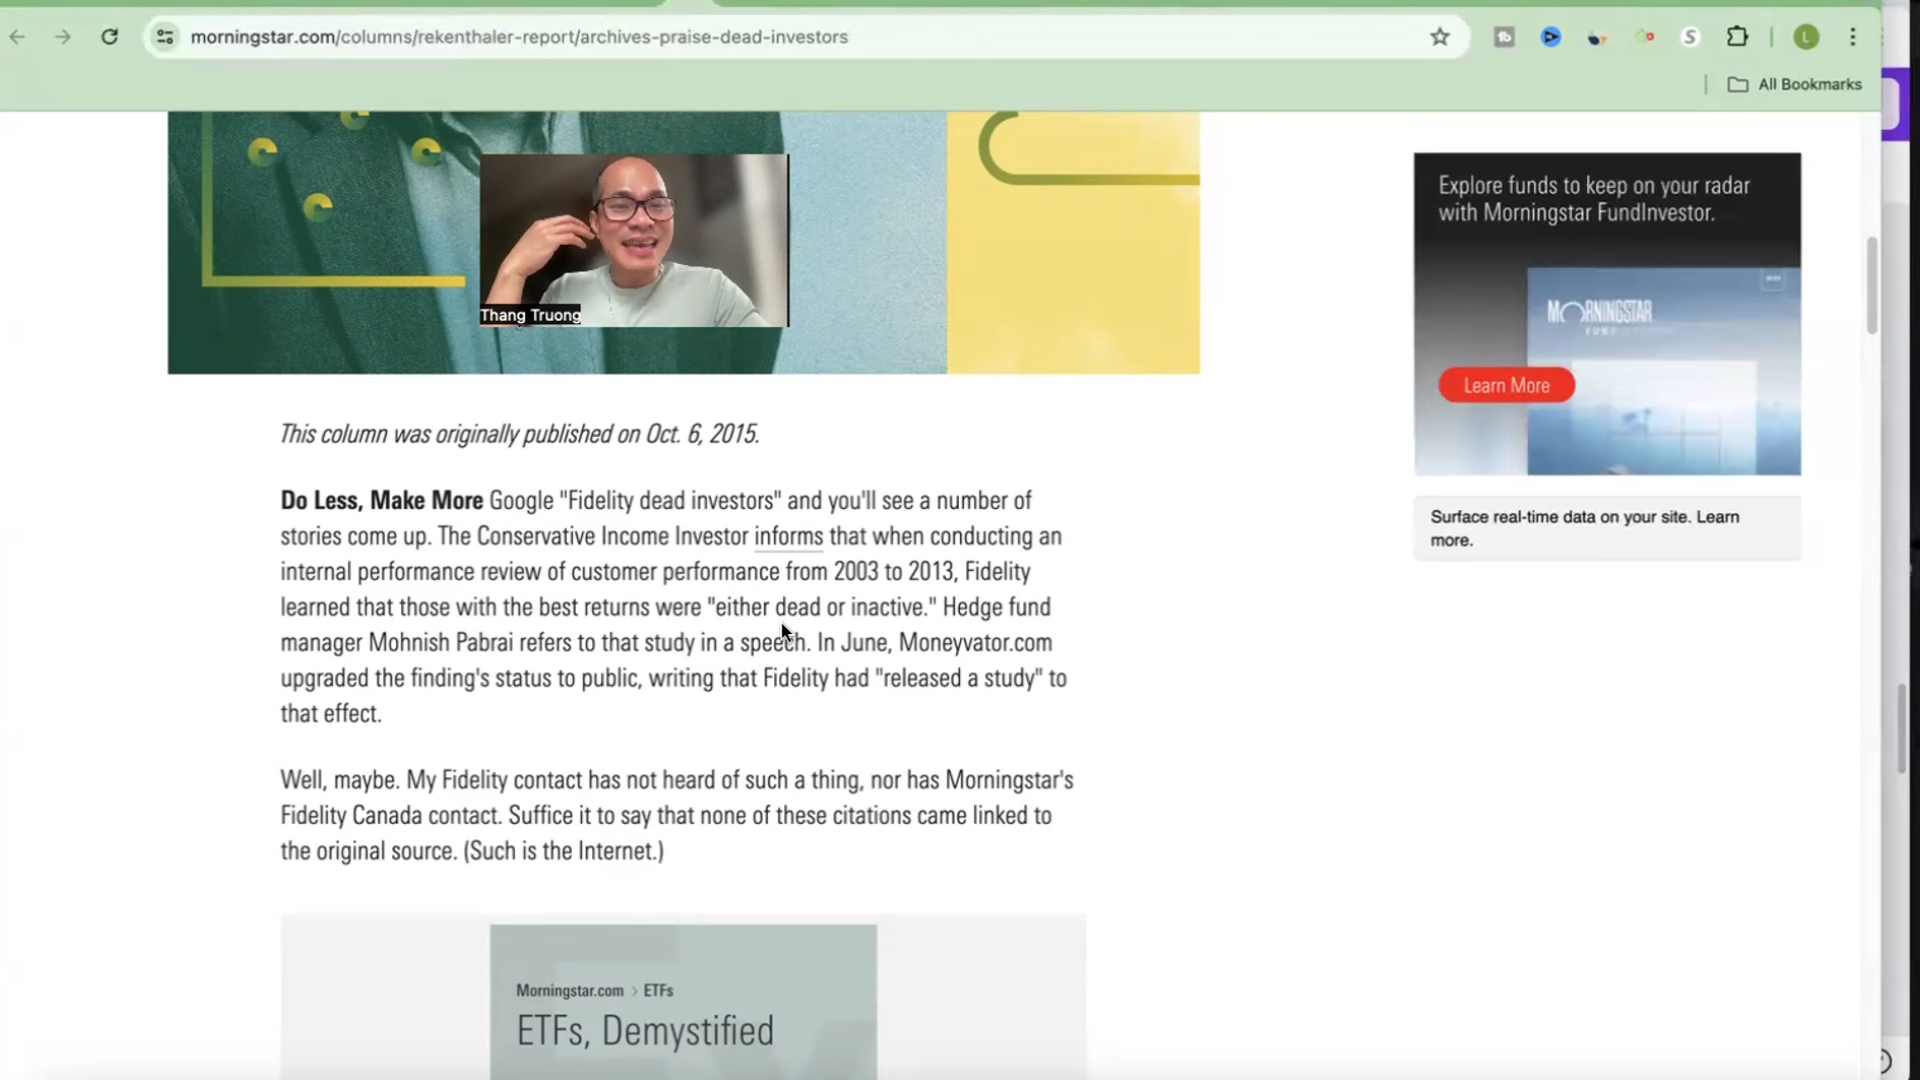 morningstar.com/columns/rekenthaler-report/archives-praise-dead-investors
All Bookmarks
Thang Truong
Explore funds to keep on your radar
with Morningstar FundInvestor.
MORNINGSTAR
Learn More
Surface real-time data on your site. Learn
more.
This column was originally published on Oct. 6, 2015.
Do Less, Make More Google "Fidelity dead investors" and you'll see a number of
stories come up. The Conservative Income Investor informs that when conducting an
internal performance review of customer performance from 2003 to 2013, Fidelity
learned that those with the best returns were "either dead or inactive." Hedge fund
manager Mohnish Pabrai refers to that study in a speech. In June, Moneyvator.com
upgraded the finding's status to public, writing that Fidelity had "released a study" to
that effect.
Well, maybe. My Fidelity contact has not heard of such a thing, nor has Morningstar's
Fidelity Canada contact. Suffice it to say that none of these citations came linked to
the original source. (Such is the Internet.)
Morningstar.com > ETFs
ETFs, Demystified